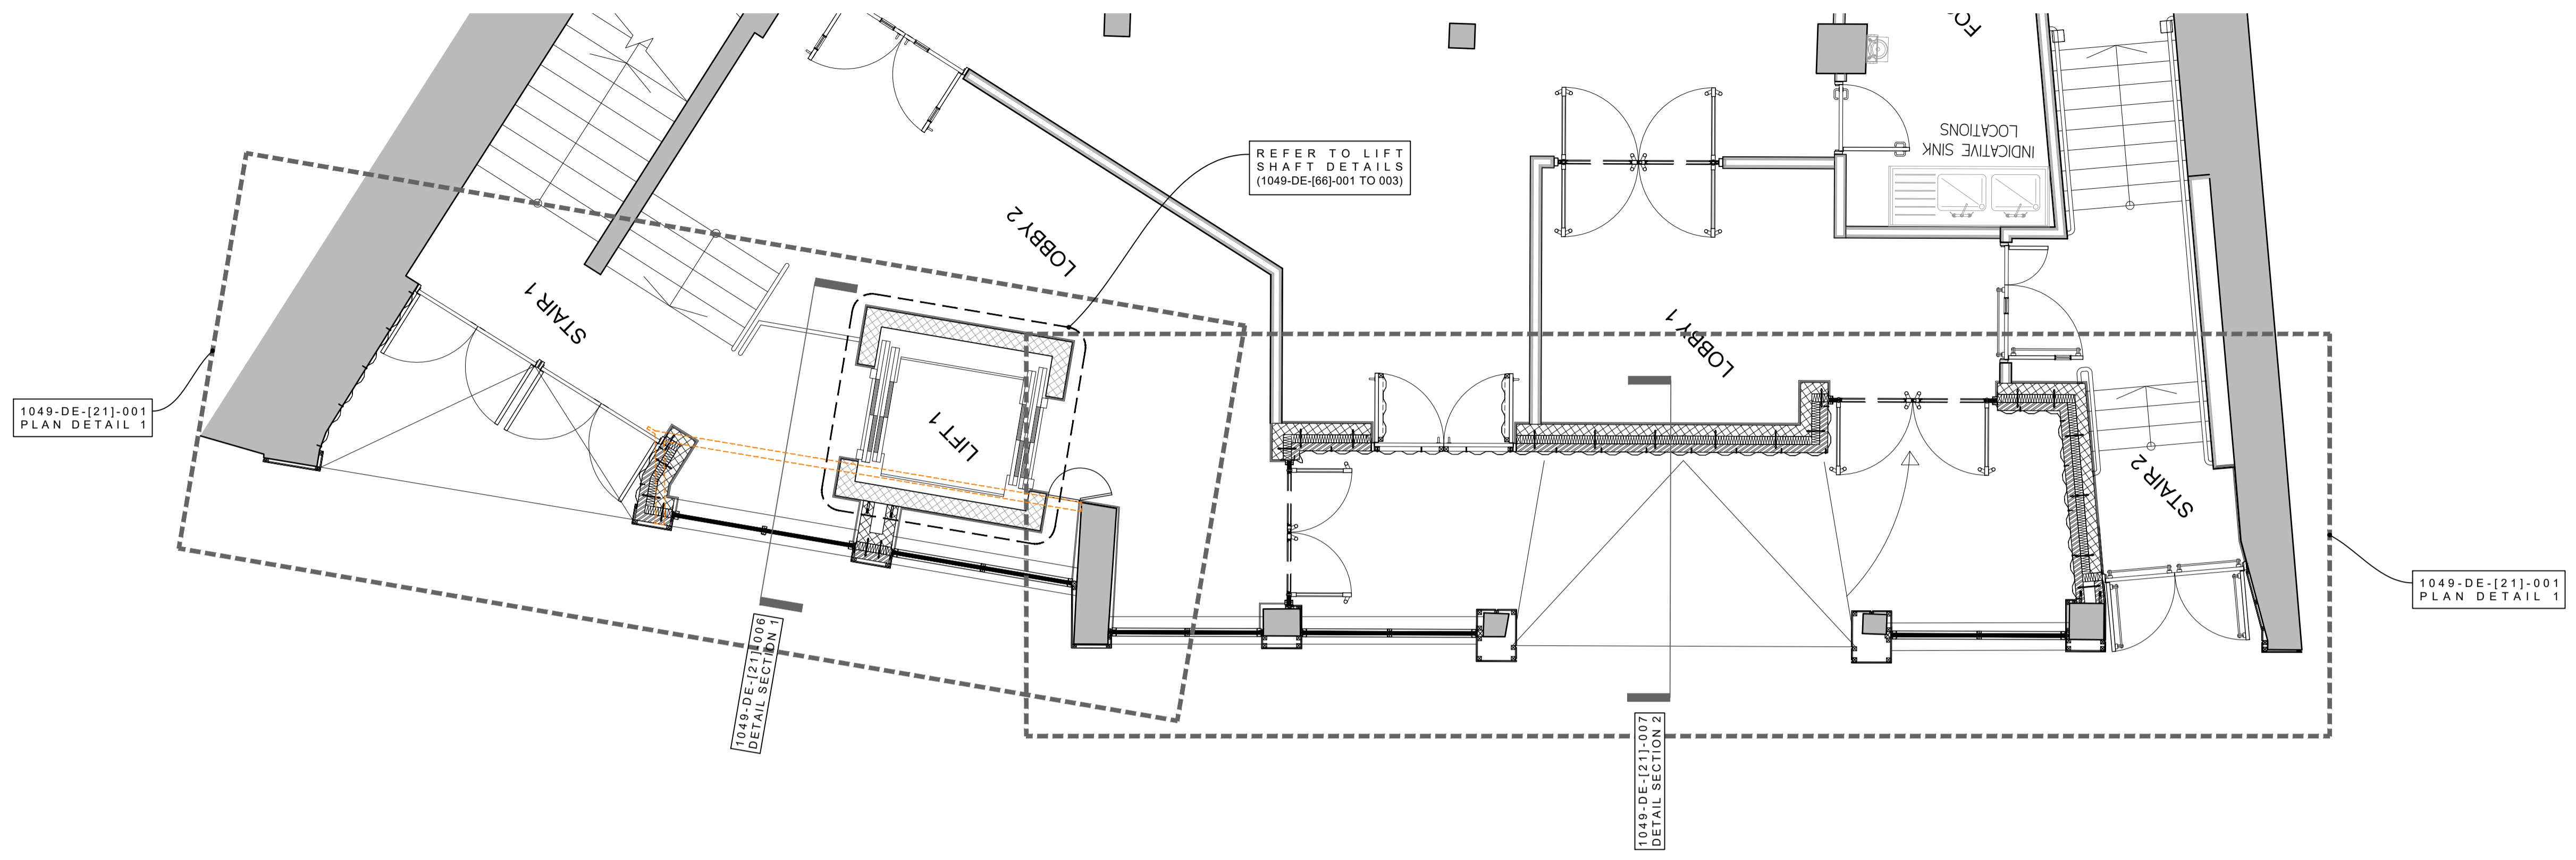 FO
INDICATIVE SINK
LOCATIONS
REFER TO LIFT
SHAFT DETAILS
(1049-DE-[66]-001 TO 003)
LOBBY 2
STAIR 1
LOBBY 1
LIFT 1
STAIR 2
1049-DE-[21]-001
PLAN DETAIL 1
1049-DE-[21]-006
DETAIL SECTION 1
1049-DE-[21]-007
DETAIL SECTION 2
1049-DE-[21]-001
PLAN DETAIL 1